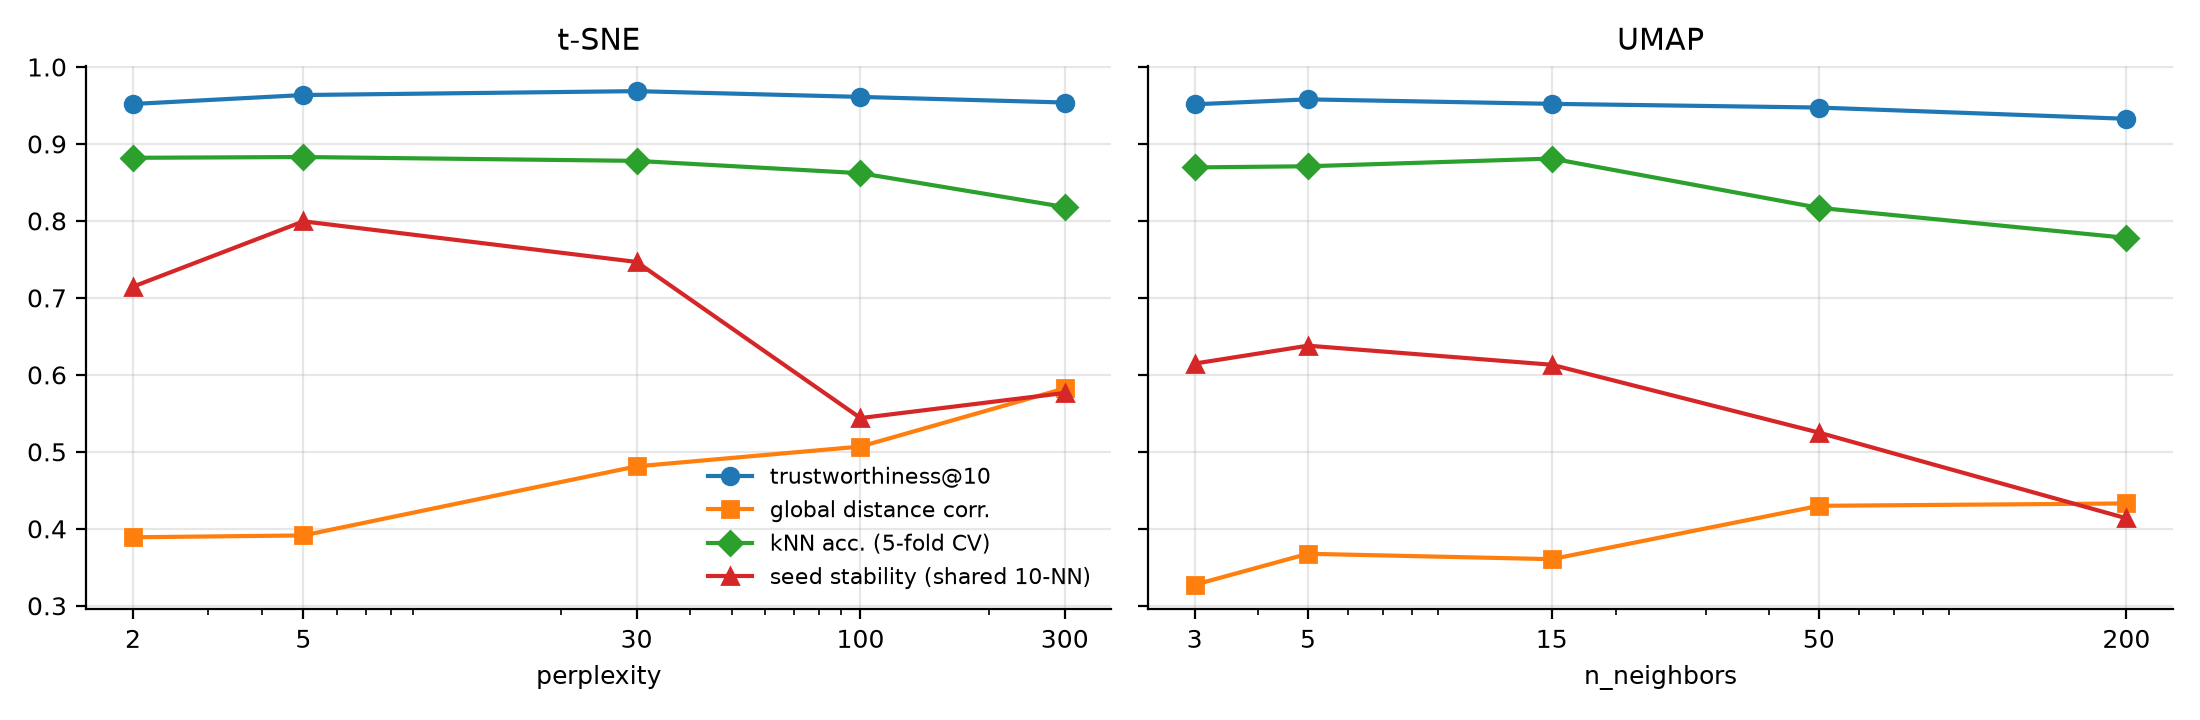 t-SNE
UMAP
1.0
0.9
0.8
0.7
0.6
0.5
0.4
0.3
trustworthiness@10
global distance corr.
kNN acc. (5-fold CV)
seed stability (shared 10-NN)
2 5 30 100 300
perplexity
3 5 15 50 200
n_neighbors